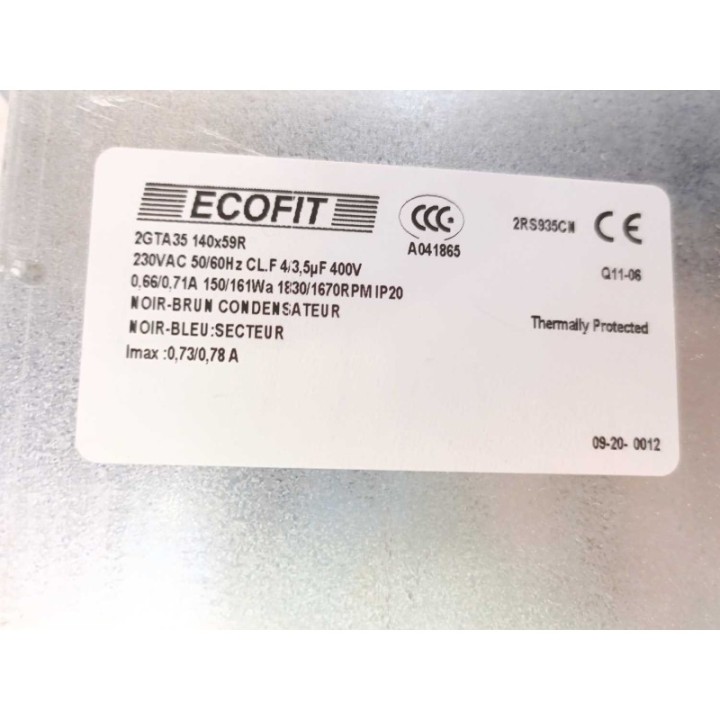 ECOFIT
CCC
A041865
2RS935CN
CE
2GTA35 140x59R
230VAC 50/60Hz CL.F 4/3,5µF 400V
Q11-06
0,66/0,71A 150/161Wa 1830/1670RPM IP20
NOIR-BRUN CONDENSATEUR
NOIR-BLEU:SECTEUR
Thermally Protected
Imax :0,73/0,78 A
09-20- 0012